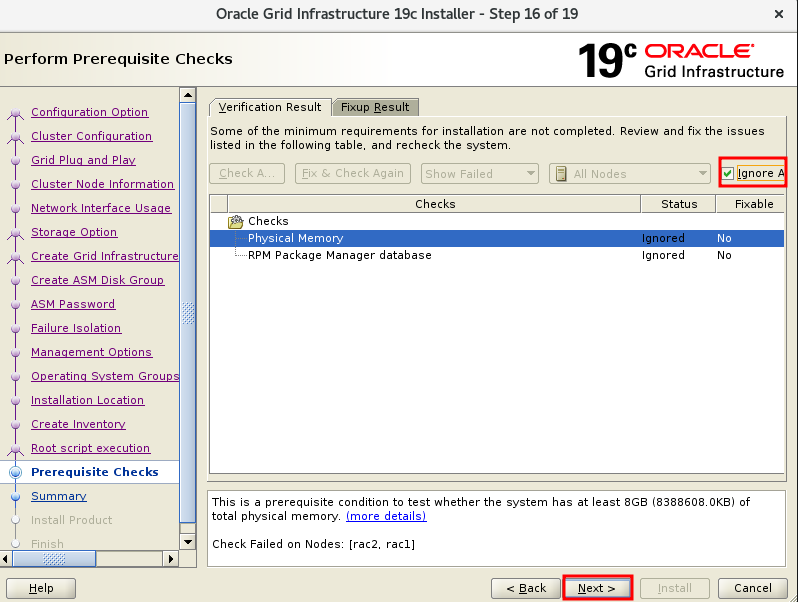 Oracle Grid Infrastructure 19c Installer - Step 16 of 19
Perform Prerequisite Checks
19c ORACLE
Grid Infrastructure
Configuration Option
Cluster Configuration
Grid Plug and Play
Cluster Node Information
Network Interface Usage
Storage Option
Create Grid Infrastructure
Create ASM Disk Group
ASM Password
Failure Isolation
Management Options
Operating System Groups
Installation Location
Create Inventory
Root script execution
Prerequisite Checks
Summary
Install Product
Finish
Verification Result Fixup Result
Some of the minimum requirements for installation are not completed. Review and fix the issues
listed in the following table, and recheck the system.
Check A... Fix & Check Again Show Failed All Nodes Ignore A
Checks Status Fixable
Checks
Physical Memory Ignored No
RPM Package Manager database Ignored No
This is a prerequisite condition to test whether the system has at least 8GB (8388608.0KB) of
total physical memory. (more details)
Check Failed on Nodes: [rac2, rac1]
Help < Back Next > Install Cancel